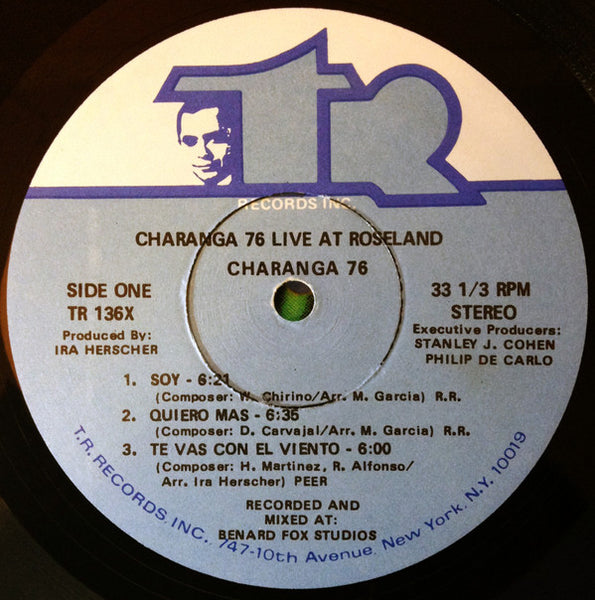 TR
RECORDS INC.
CHARANGA 76 LIVE AT ROSELAND
CHARANGA 76
SIDE ONE
TR 136X
Produced By:
IRA HERSCHER
33 1/3 RPM
STEREO
Executive Producers:
STANLEY J. COHEN
PHILIP DE CARLO
1. SOY - 6:21
(Composer: W. Chirino/Arr. M. Garcia) R.R.
2. QUIERO MAS - 6:35
(Composer: D. Carvajal/Arr. M. Garcia) R.R.
3. TE VAS CON EL VIENTO - 6:00
(Composer: H. Martinez, R. Alfonso/
Arr. Ira Herscher) PEER
RECORDED AND
MIXED AT:
BENARD FOX STUDIOS
T.R. RECORDS, INC., 747-10th Avenue, New York, N.Y. 10019